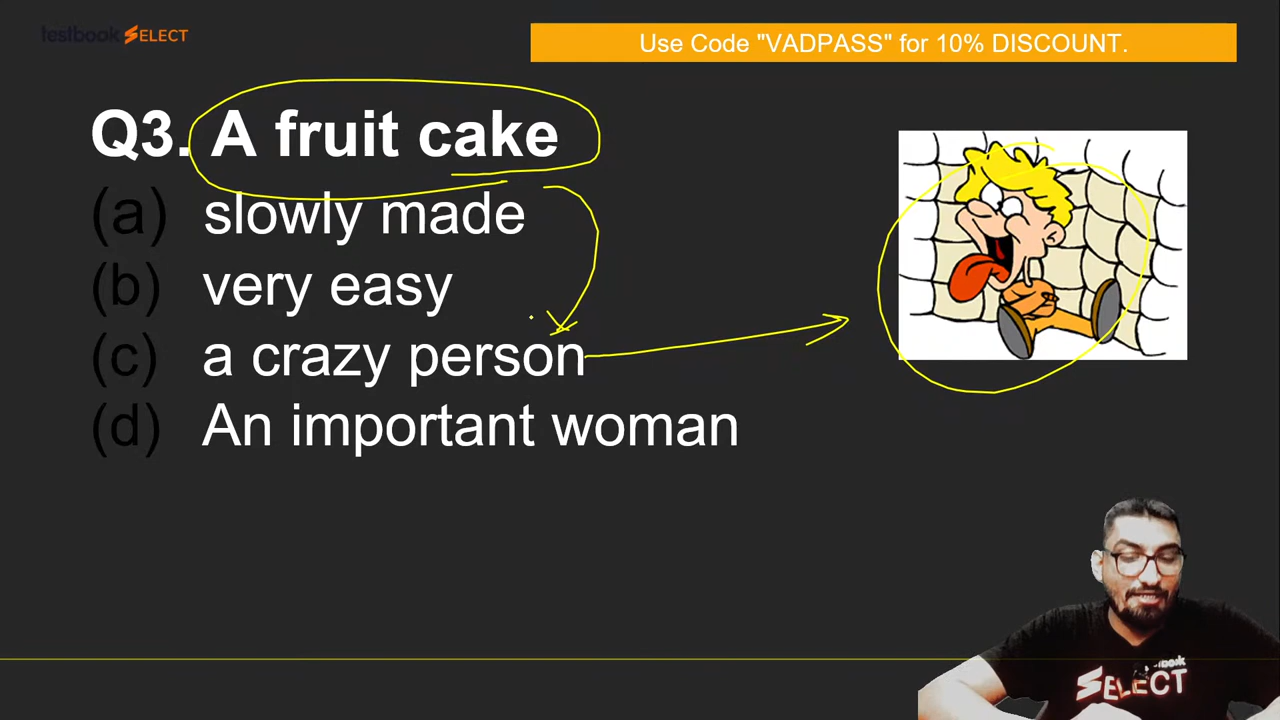 testbook SELECT
Use Code "VADPASS" for 10% DISCOUNT.
Q3. A fruit cake
(a) slowly made
(b) very easy
(c) a crazy person
(d) An important woman
testbook
SELECT